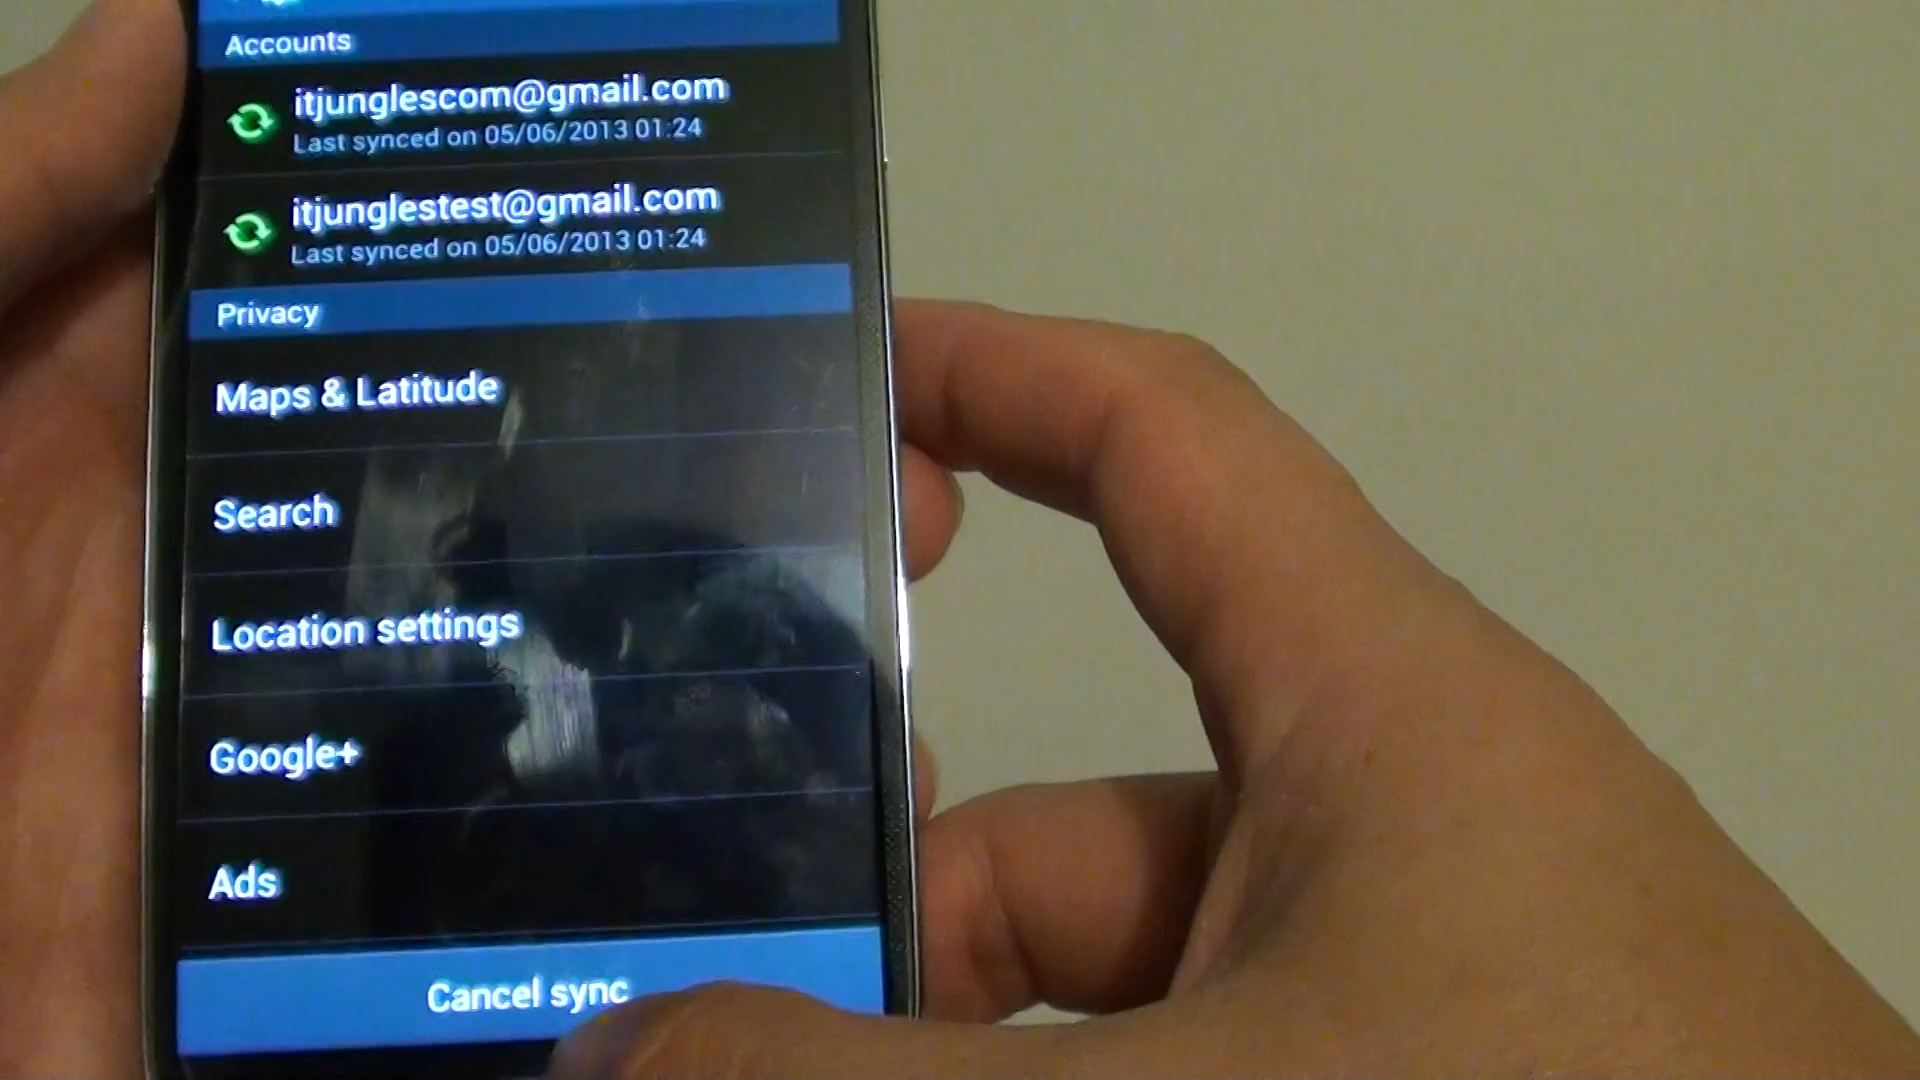 Accounts
itjunglescom@gmail.com
Last synced on 05/06/2013 01:24
itjunglestest@gmail.com
Last synced on 05/06/2013 01:24
Privacy
Maps & Latitude
Search
Location settings
Google+
Ads
Cancel sync